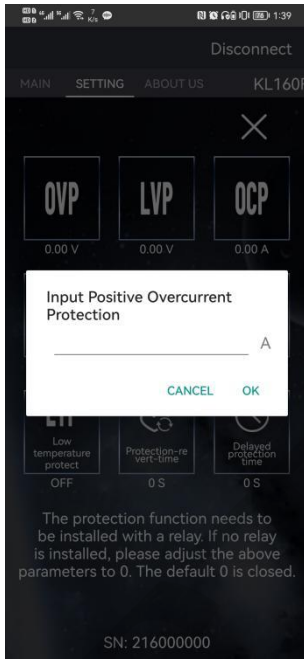 ? K/s
1:39
Disconnect
MAIN SETTING ABOUT US KL160F
OVP LVP OCP
0.00 V 0.00 V 0.00 A
Input Positive Overcurrent
Protection
A
CANCEL OK
Low
temperature
protect
Protection-re
vert-time
Delayed
protection
time
OFF 0 S 0 S
The protection function needs to
be installed with a relay. If no relay
is installed, please adjust the above
parameters to 0. The default 0 is closed.
SN: 216000000